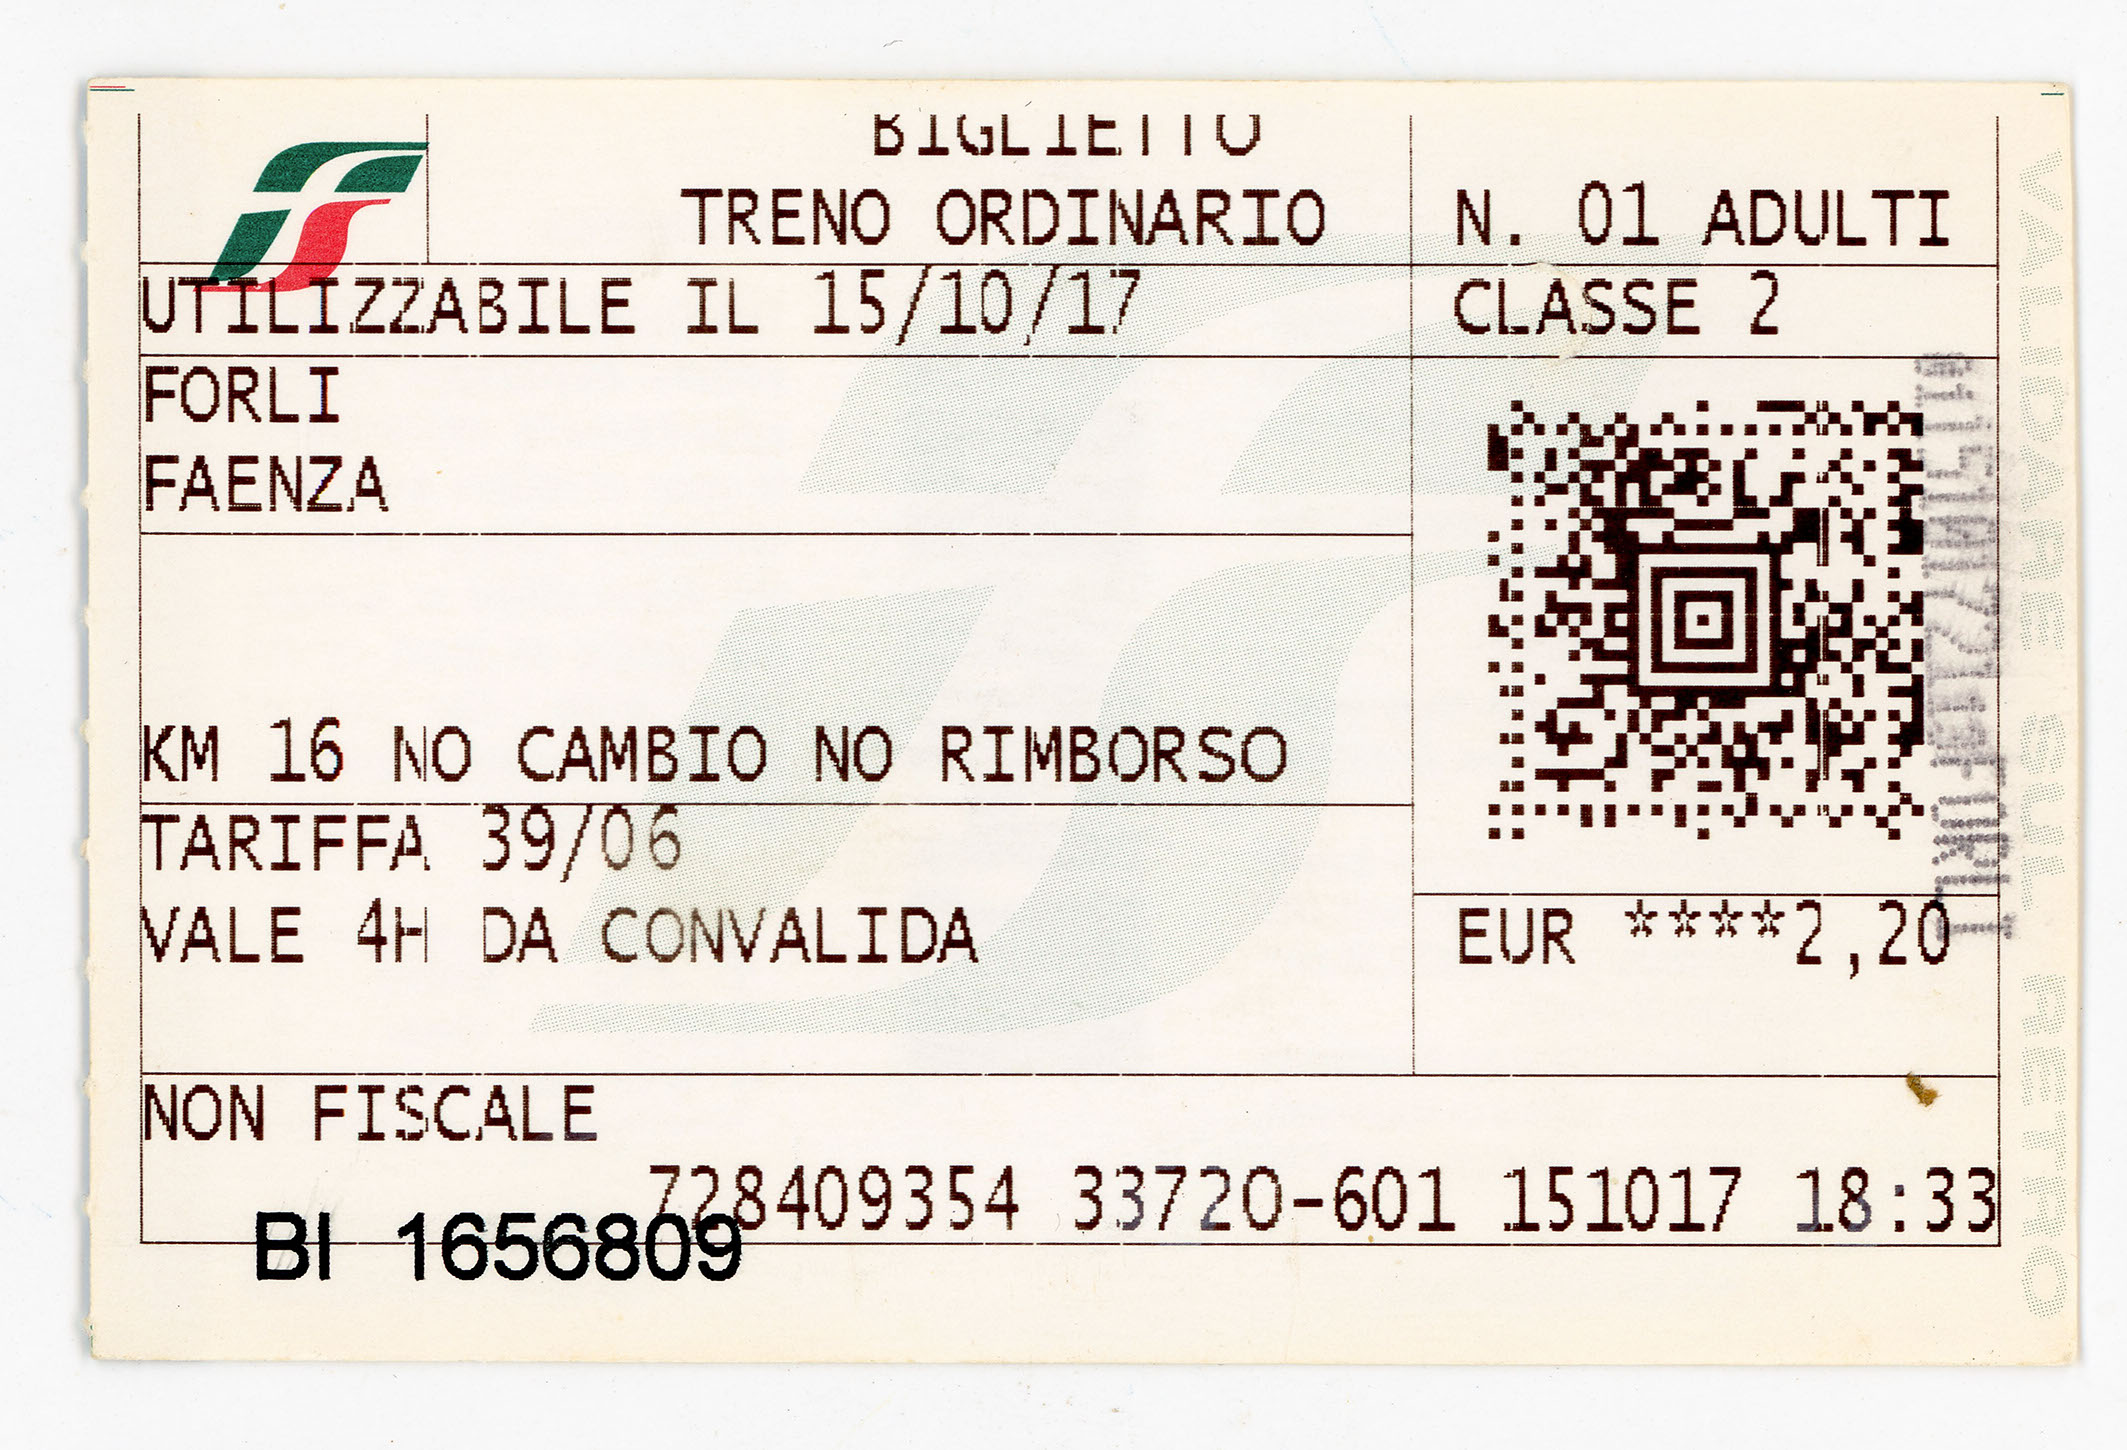 BIGLIETTO
TRENO ORDINARIO
N. 01 ADULTI
UTILIZZABILE IL 15/10/17
CLASSE 2
FORLI
FAENZA
KM 16 NO CAMBIO NO RIMBORSO
TARIFFA 39/06
VALE 4H DA CONVALIDA
EUR ****2,20
NON FISCALE
728409354 33720-601 151017 18:33
BI 1656809
VALIDARE SUL RETRO
FORLI